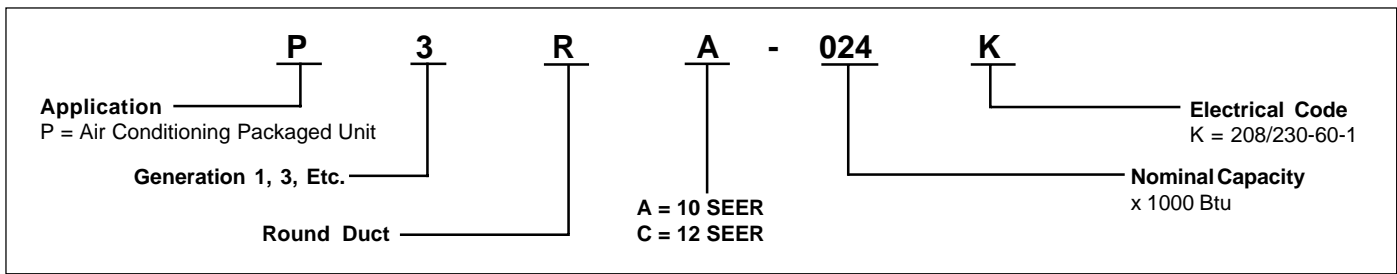 P 3 R A - 024 K
Application
P = Air Conditioning Packaged Unit
Generation 1, 3, Etc.
Round Duct
A = 10 SEER
C = 12 SEER
Electrical Code
K = 208/230-60-1
Nominal Capacity
x 1000 Btu